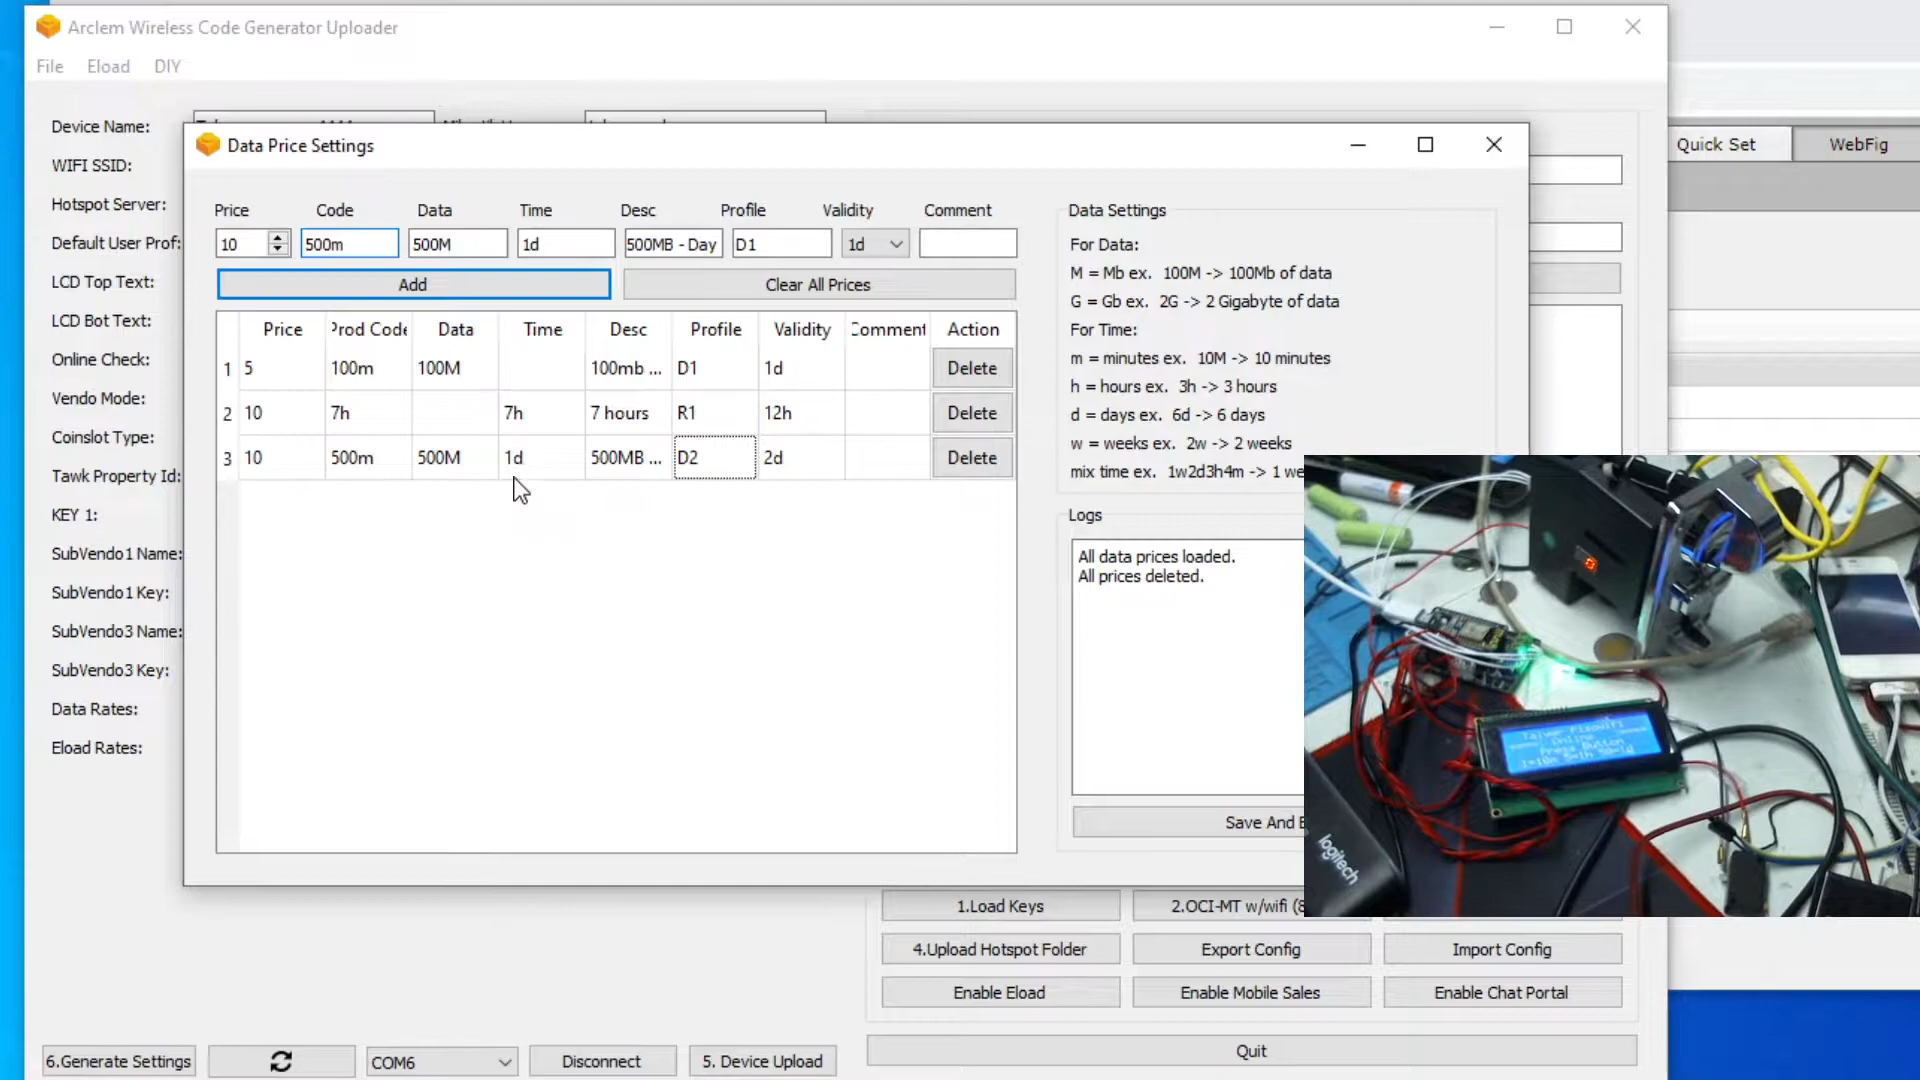 Arclem Wireless Code Generator Uploader
File Eload DIY
Device Name:
WIFI SSID:
Hotspot Server:
Default User Prof:
LCD Top Text:
LCD Bot Text:
Online Check:
Vendo Mode:
Coinslot Type:
Tawk Property Id:
KEY 1:
SubVendo1 Name:
SubVendo1 Key:
SubVendo3 Name:
SubVendo3 Key:
Data Rates:
Eload Rates:
Data Price Settings
Price Code Data Time Desc Profile Validity Comment
10 500m 500M 1d 500MB - Day D1 1d
Add Clear All Prices
Price Prod Code Data Time Desc Profile Validity Comment Action
1 5 100m 100M 100mb ... D1 1d Delete
2 10 7h 7h 7 hours R1 12h Delete
3 10 500m 500M 1d 500MB ... D2 2d Delete
Data Settings
For Data:
M = Mb ex. 100M -> 100Mb of data
G = Gb ex. 2G -> 2 Gigabyte of data
For Time:
m = minutes ex. 10M -> 10 minutes
h = hours ex. 3h -> 3 hours
d = days ex. 6d -> 6 days
w = weeks ex. 2w -> 2 weeks
mix time ex. 1w2d3h4m -> 1 we
Logs
All data prices loaded.
All prices deleted.
Save And E
Quick Set WebFig
logitech
Online
Press Button
1.Load Keys 2.OCI-MT w/wifi (8
4.Upload Hotspot Folder Export Config Import Config
Enable Eload Enable Mobile Sales Enable Chat Portal
Quit
6.Generate Settings COM6 Disconnect 5. Device Upload